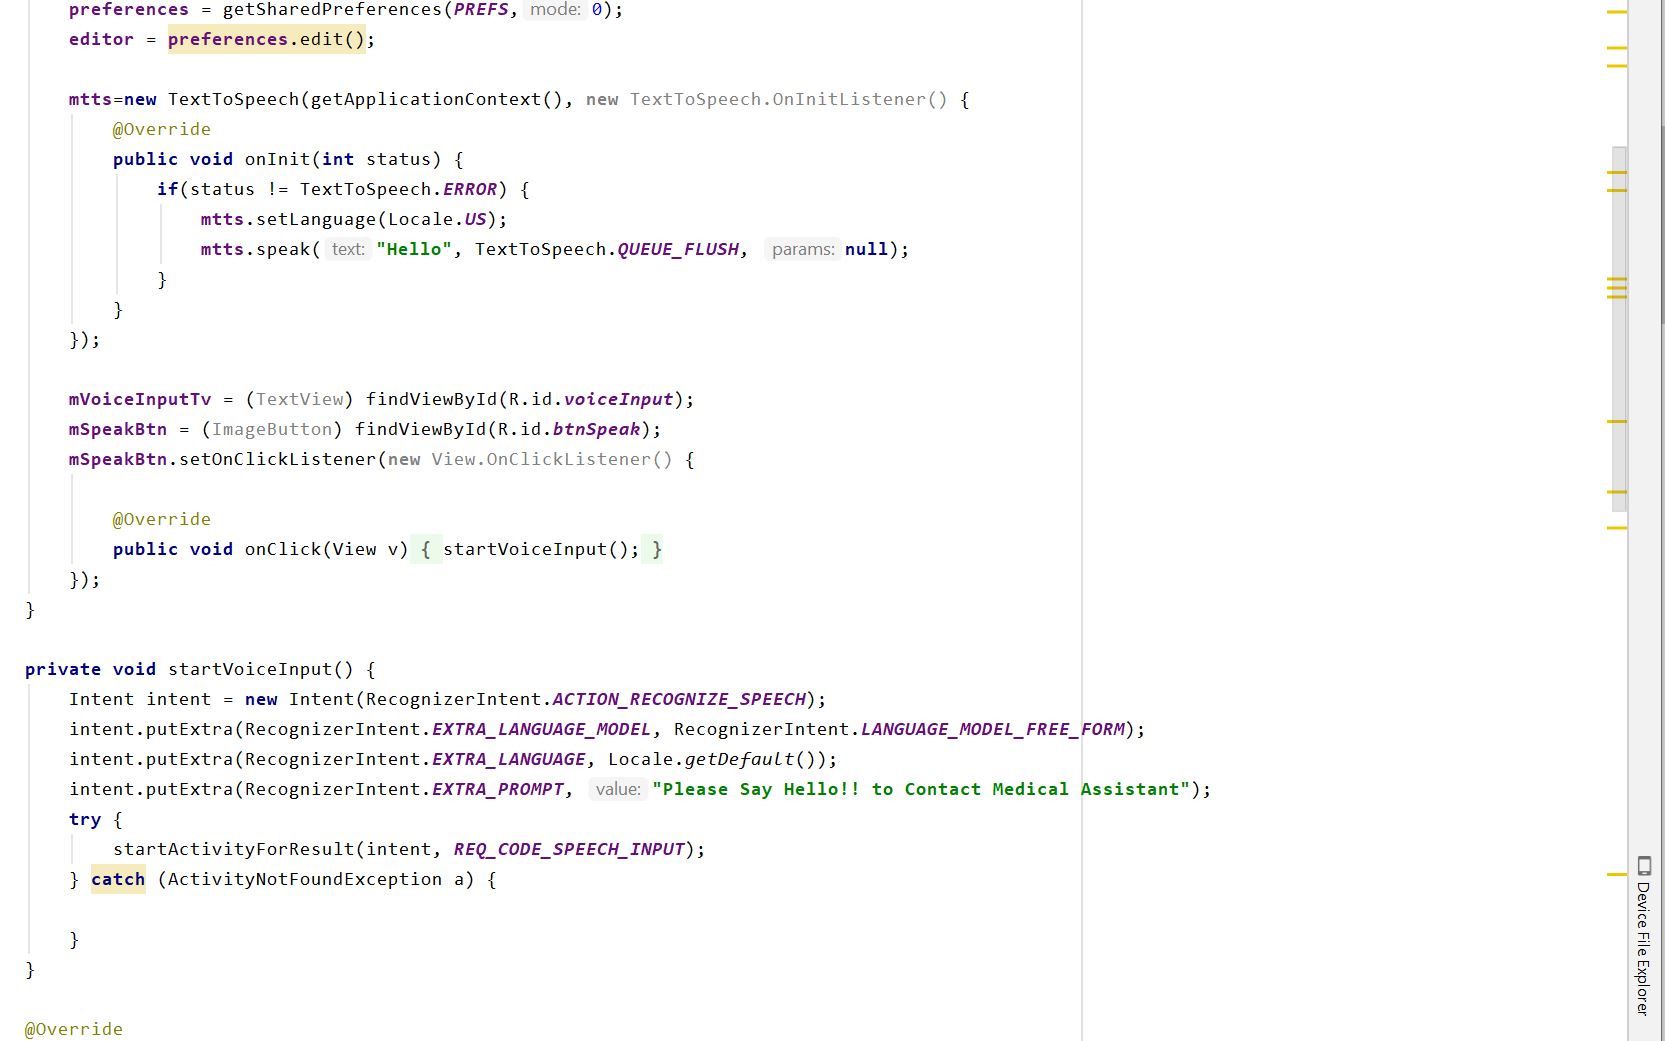 preferences = getSharedPreferences(PREFS, mode: 0);
editor = preferences.edit();
mtts=new TextToSpeech(getApplicationContext(), new TextToSpeech.OnInitListener() {
@Override
public void onInit(int status) {
if(status != TextToSpeech.ERROR) {
mtts.setLanguage(Locale.US);
mtts.speak( text: "Hello", TextToSpeech.QUEUE_FLUSH, params: null);
}
}
});
mVoiceInputTv = (TextView) findViewById(R.id.voiceInput);
mSpeakBtn = (ImageButton) findViewById(R.id.btnSpeak);
mSpeakBtn.setOnClickListener(new View.OnClickListener() {
@Override
public void onClick(View v) { startVoiceInput(); }
});
}
private void startVoiceInput() {
Intent intent = new Intent(RecognizerIntent.ACTION_RECOGNIZE_SPEECH);
intent.putExtra(RecognizerIntent.EXTRA_LANGUAGE_MODEL, RecognizerIntent.LANGUAGE_MODEL_FREE_FORM);
intent.putExtra(RecognizerIntent.EXTRA_LANGUAGE, Locale.getDefault());
intent.putExtra(RecognizerIntent.EXTRA_PROMPT, value: "Please Say Hello!! to Contact Medical Assistant");
try {
startActivityForResult(intent, REQ_CODE_SPEECH_INPUT);
} catch (ActivityNotFoundException a) {
}
}
@Override
Device File Explorer